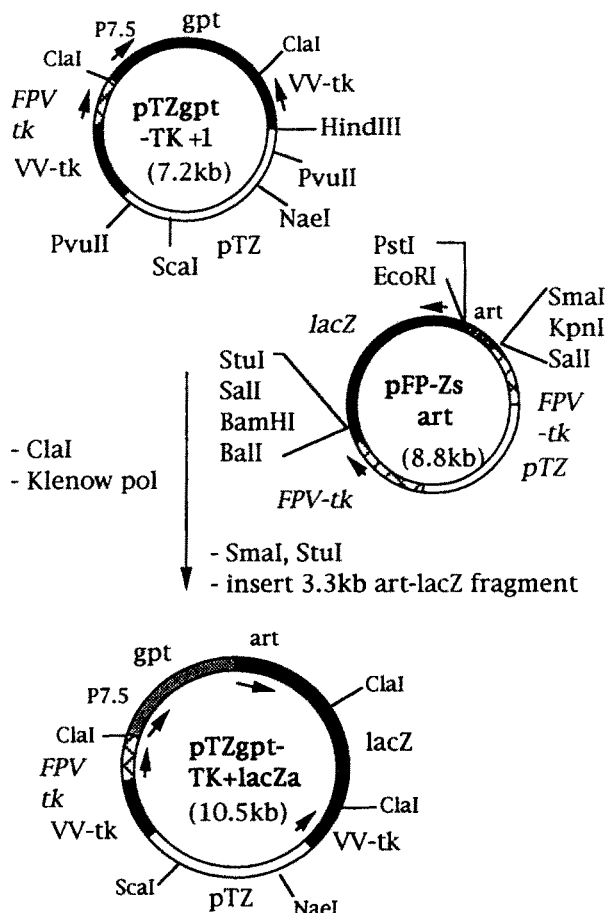 gpt
P7.5
ClaI
ClaI
FPV
tk
VV-tk
pTZgpt
-TK +1
(7.2kb)
HindIII
VV-tk
PvuII
NaeI
PvuII
pTZ
ScaI
PstI
EcoRI
art
SmaI
KpnI
SalI
lacZ
StuI
SalI
BamHI
BalI
pFP-Zs
art
(8.8kb)
FPV
-tk
pTZ
FPV-tk
- ClaI
- Klenow pol
- SmaI, StuI
- insert 3.3kb art-lacZ fragment
art
gpt
P7.5
ClaI
ClaI
FPV
tk
pTZgpt-
TK+lacZa
(10.5kb)
lacZ
ClaI
VV-tk
VV-tk
ScaI
pTZ
NaeI